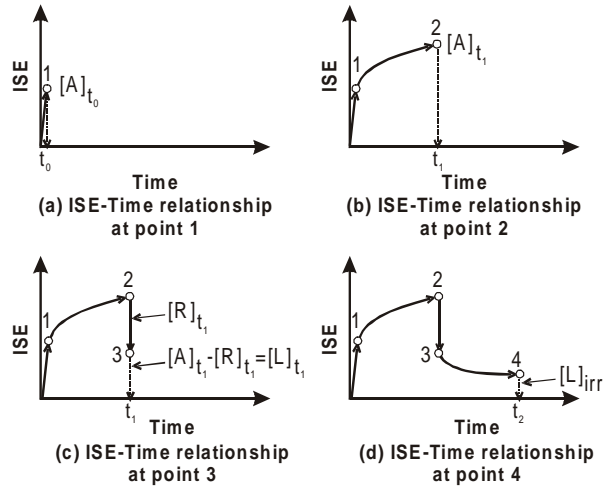 ISE
1
[A]t0
t0
Time
(a) ISE-Time relationship
at point 1
ISE
1
2
[A]t1
t1
Time
(b) ISE-Time relationship
at point 2
ISE
1
2
[R]t1
3
[A]t1-[R]t1=[L]t1
t1
Time
(c) ISE-Time relationship
at point 3
ISE
1
2
3
4
[L]irr
t2
Time
(d) ISE-Time relationship
at point 4